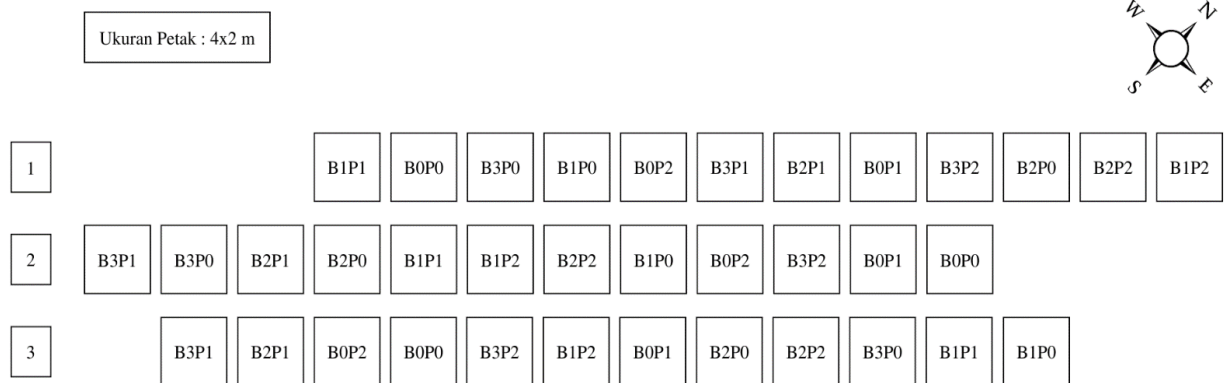 Ukuran Petak : 4x2 m
W N
S E
1 B1P1 B0P0 B3P0 B1P0 B0P2 B3P1 B2P1 B0P1 B3P2 B2P0 B2P2 B1P2
2 B3P1 B3P0 B2P1 B2P0 B1P1 B1P2 B2P2 B1P0 B0P2 B3P2 B0P1 B0P0
3 B3P1 B2P1 B0P2 B0P0 B3P2 B1P2 B0P1 B2P0 B2P2 B3P0 B1P1 B1P0